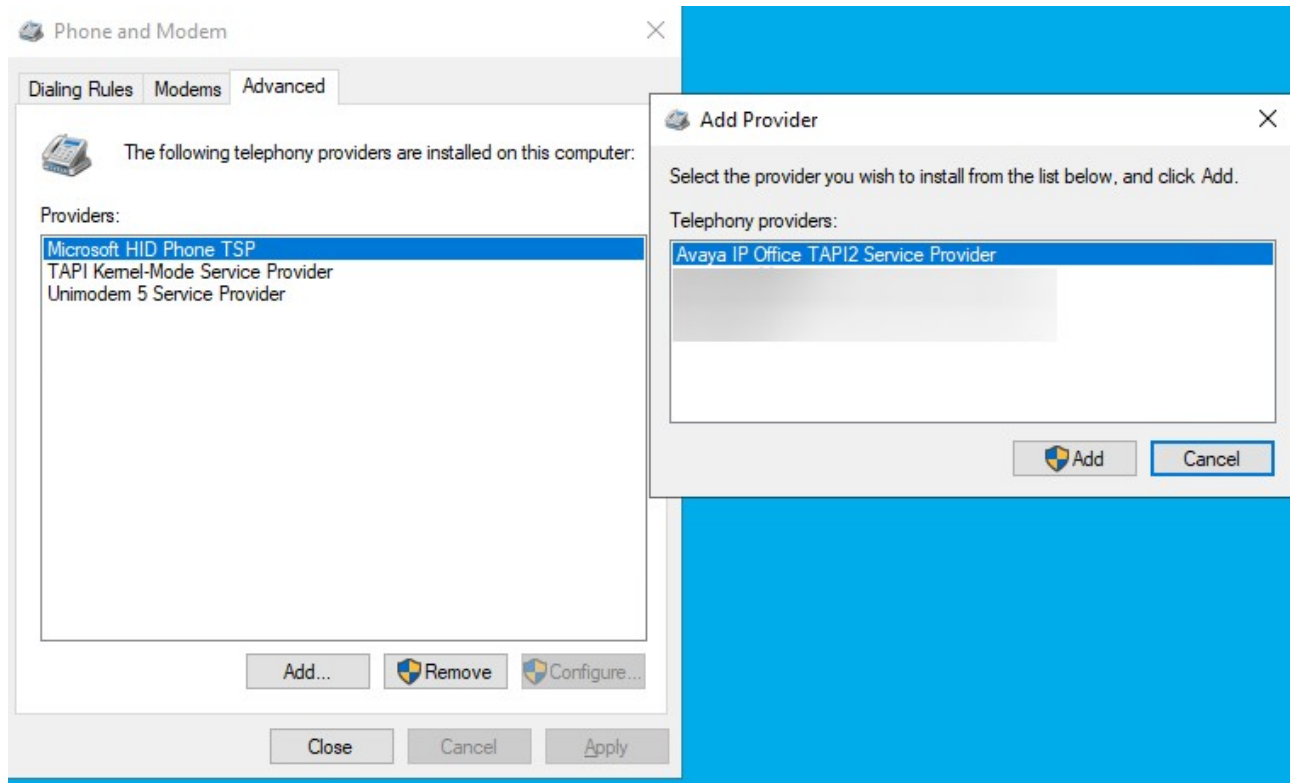 Phone and Modem
Dialing Rules Modems Advanced
The following telephony providers are installed on this computer:
Providers:
Microsoft HID Phone TSP
TAPI Kernel-Mode Service Provider
Unimodem 5 Service Provider
Add... Remove Configure...
Close Cancel Apply
Add Provider
Select the provider you wish to install from the list below, and click Add.
Telephony providers:
Avaya IP Office TAPI2 Service Provider
Add Cancel